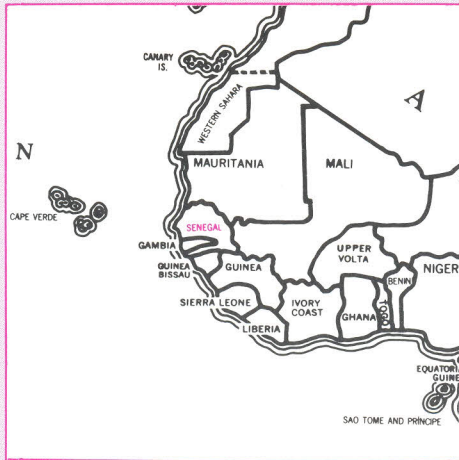 CANARY
IS.
WESTERN SAHARA
A
N
MAURITANIA
MALI
CAPE VERDE
SENEGAL
GAMBIA
GUINEA
BISSAU
GUINEA
UPPER
VOLTA
NIGER
BENIN
SIERRA LEONE
IVORY
COAST
GHANA
TOGO
LIBERIA
EQUATORI
GUINE
SAO TOME AND PRÍNCIPE